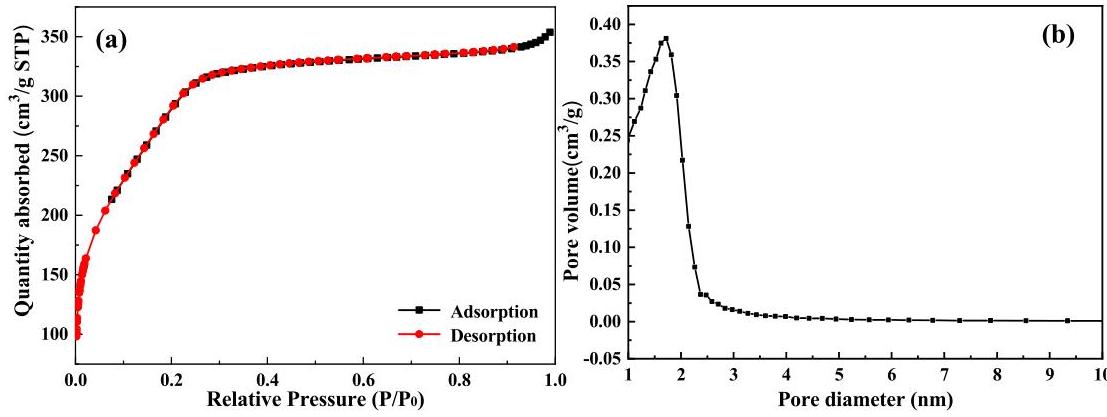 (a)
Quantity absorbed (cm³/g STP)
350
300
250
200
150
100
Adsorption
Desorption
0.0 0.2 0.4 0.6 0.8 1.0
Relative Pressure (P/P₀)
(b)
Pore volume(cm³/g)
0.40
0.35
0.30
0.25
0.20
0.15
0.10
0.05
0.00
-0.05
1 2 3 4 5 6 7 8 9 10
Pore diameter (nm)